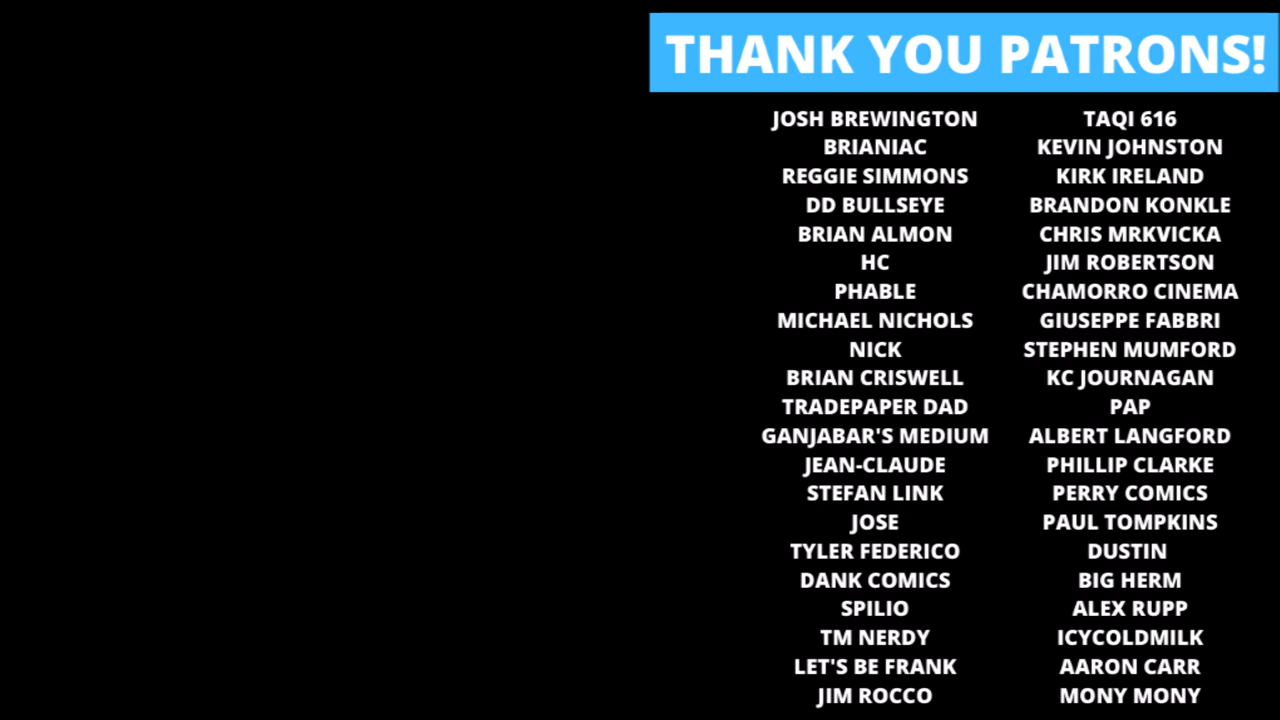 THANK YOU PATRONS!
JOSH BREWINGTON
BRIANIAC
REGGIE SIMMONS
DD BULLSEYE
BRIAN ALMON
HC
PHABLE
MICHAEL NICHOLS
NICK
BRIAN CRISWELL
TRADEPAPER DAD
GANJABAR'S MEDIUM
JEAN-CLAUDE
STEFAN LINK
JOSE
TYLER FEDERICO
DANK COMICS
SPILIO
TM NERDY
LET'S BE FRANK
JIM ROCCO
TAQI 616
KEVIN JOHNSTON
KIRK IRELAND
BRANDON KONKLE
CHRIS MRKVICKA
JIM ROBERTSON
CHAMORRO CINEMA
GIUSEPPE FABBRI
STEPHEN MUMFORD
KC JOURNAGAN
PAP
ALBERT LANGFORD
PHILLIP CLARKE
PERRY COMICS
PAUL TOMPKINS
DUSTIN
BIG HERM
ALEX RUPP
ICYCOLDMILK
AARON CARR
MONY MONY